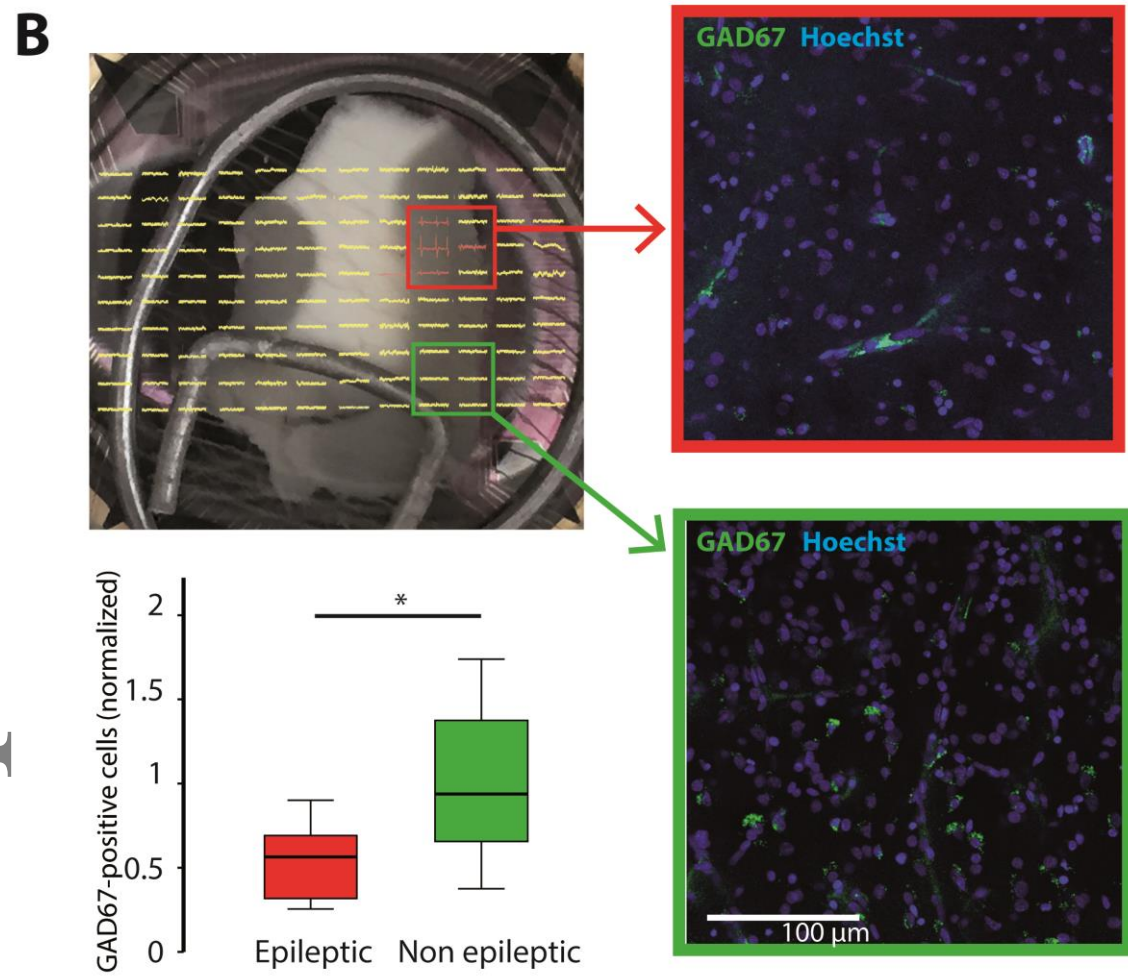 B
GAD67 Hoechst
GAD67 Hoechst
100 µm
GAD67-positive cells (normalized)
2
1.5
1
0.5
0
*
Epileptic Non epileptic